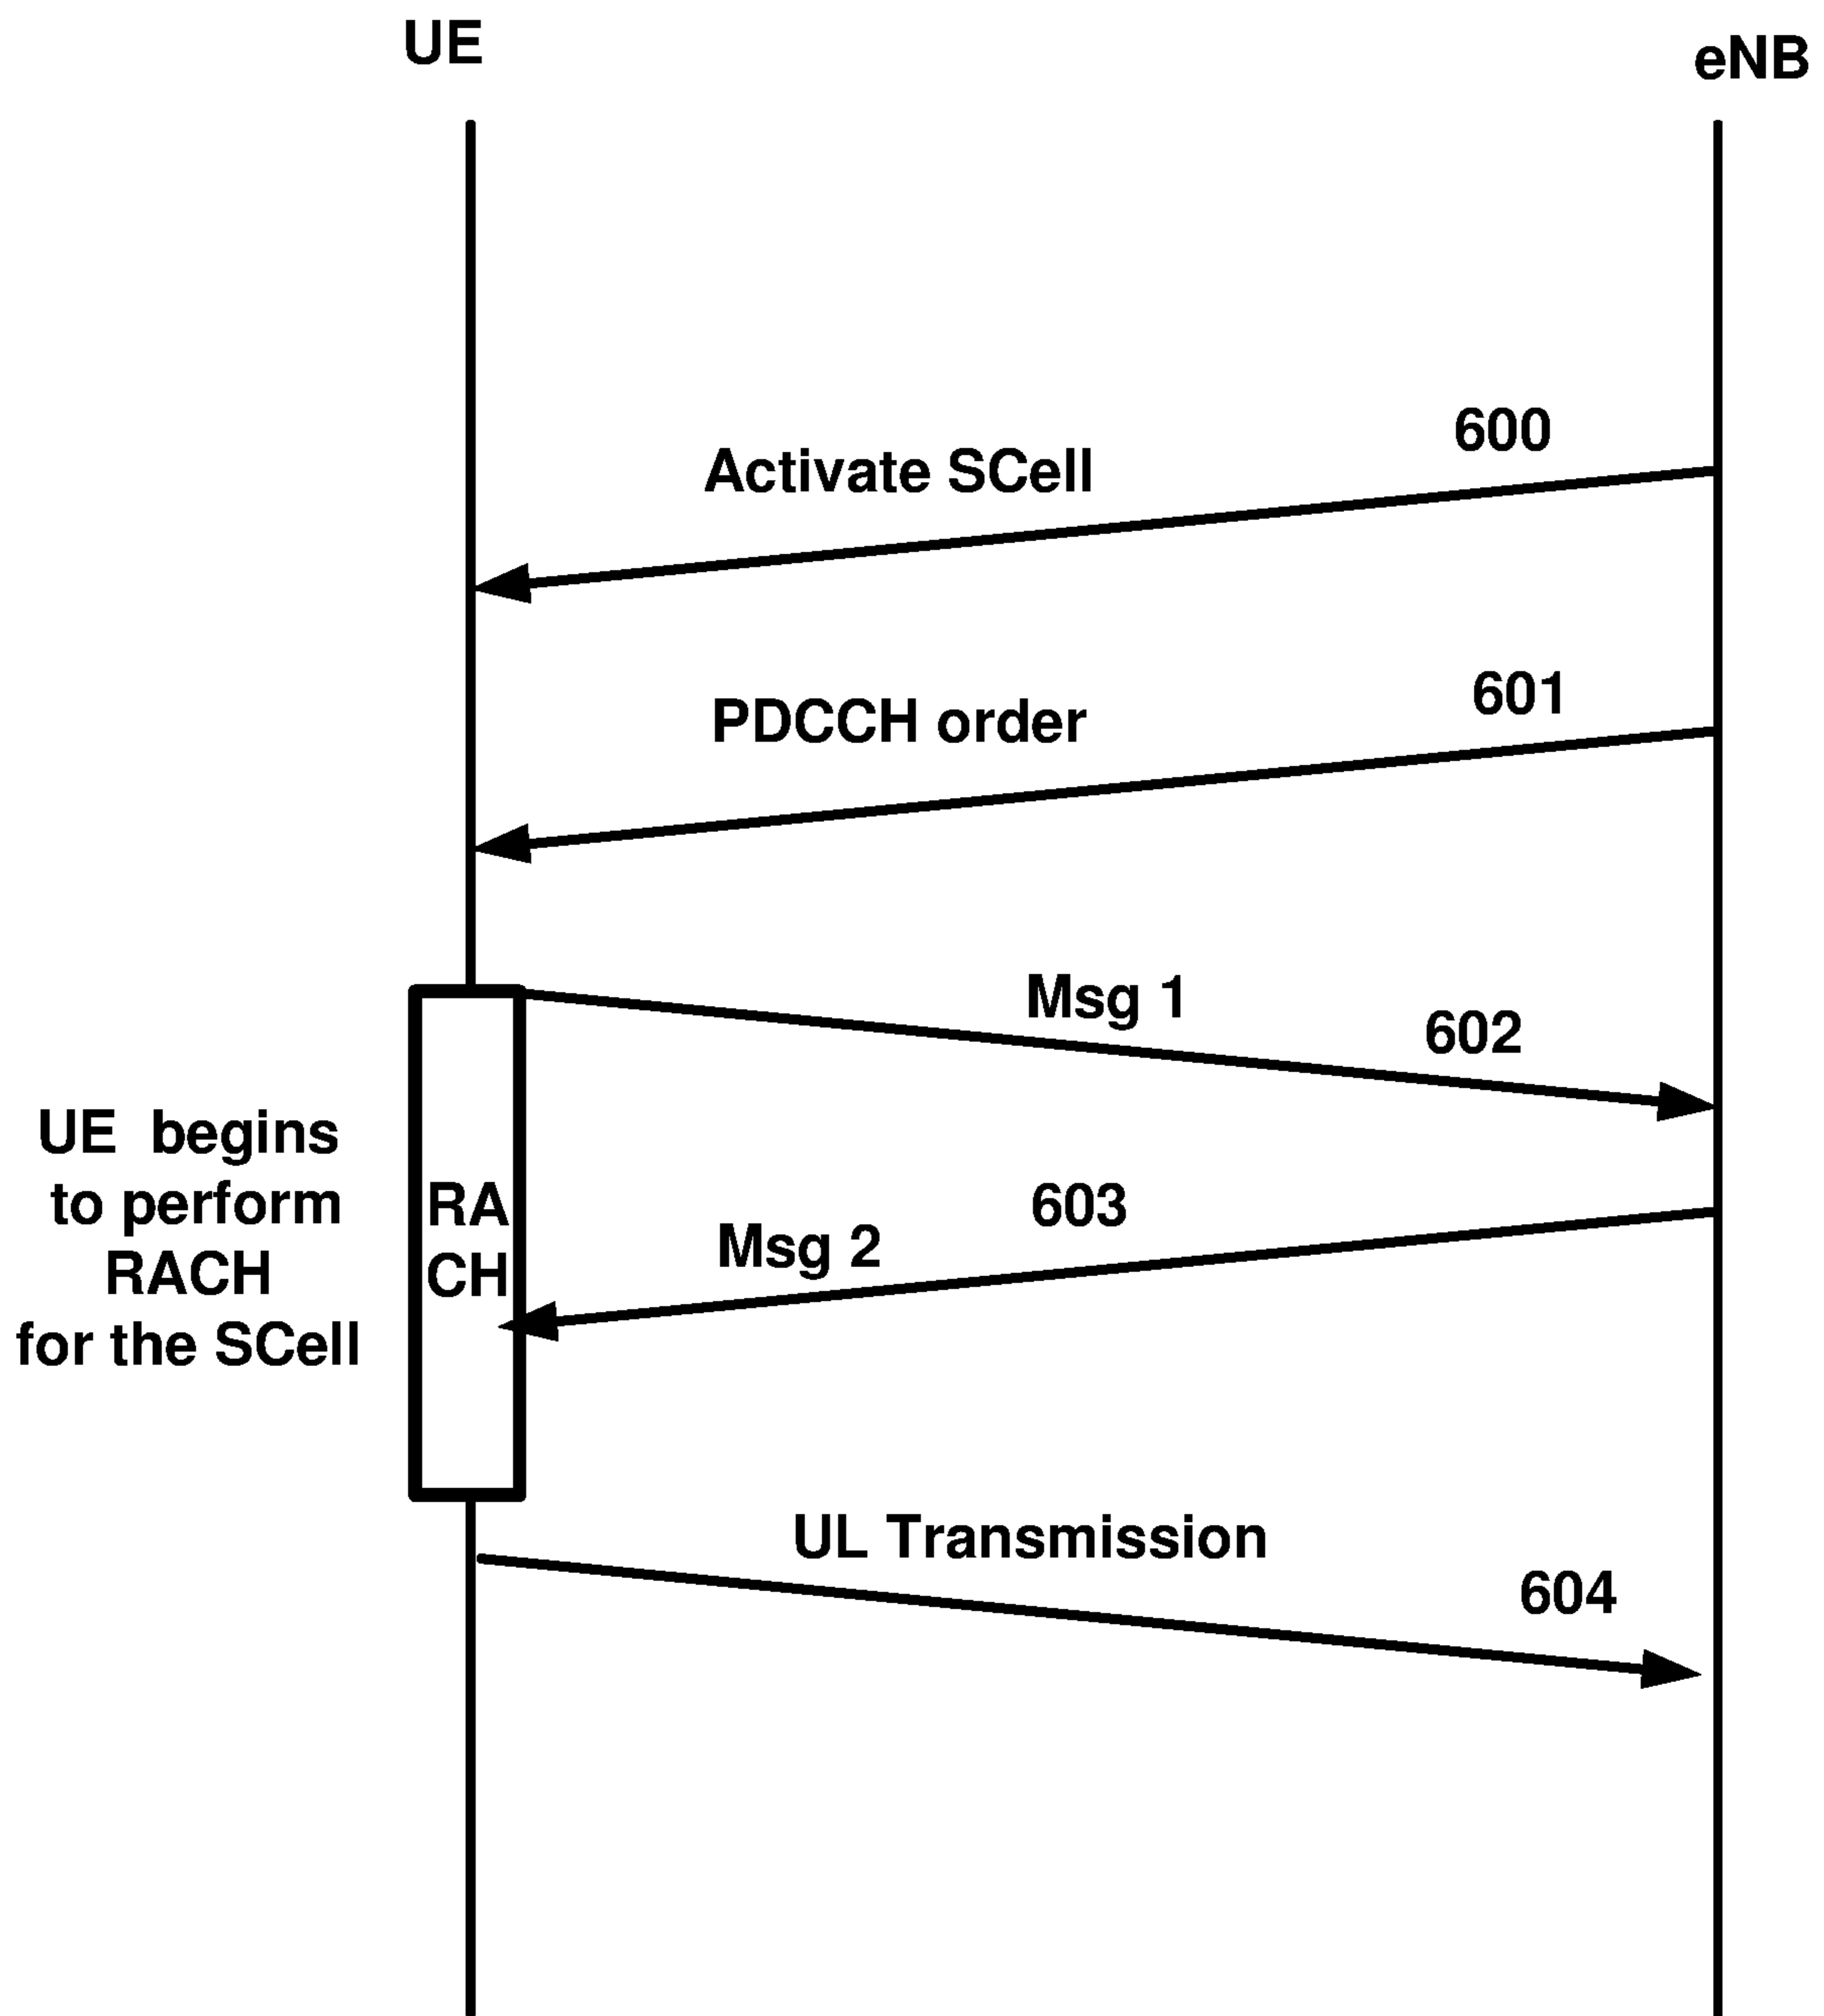 UE
eNB
600
Activate SCell
601
PDCCH order
Msg 1
602
UE begins
to perform
RACH
for the SCell
RA
CH
603
Msg 2
UL Transmission
604